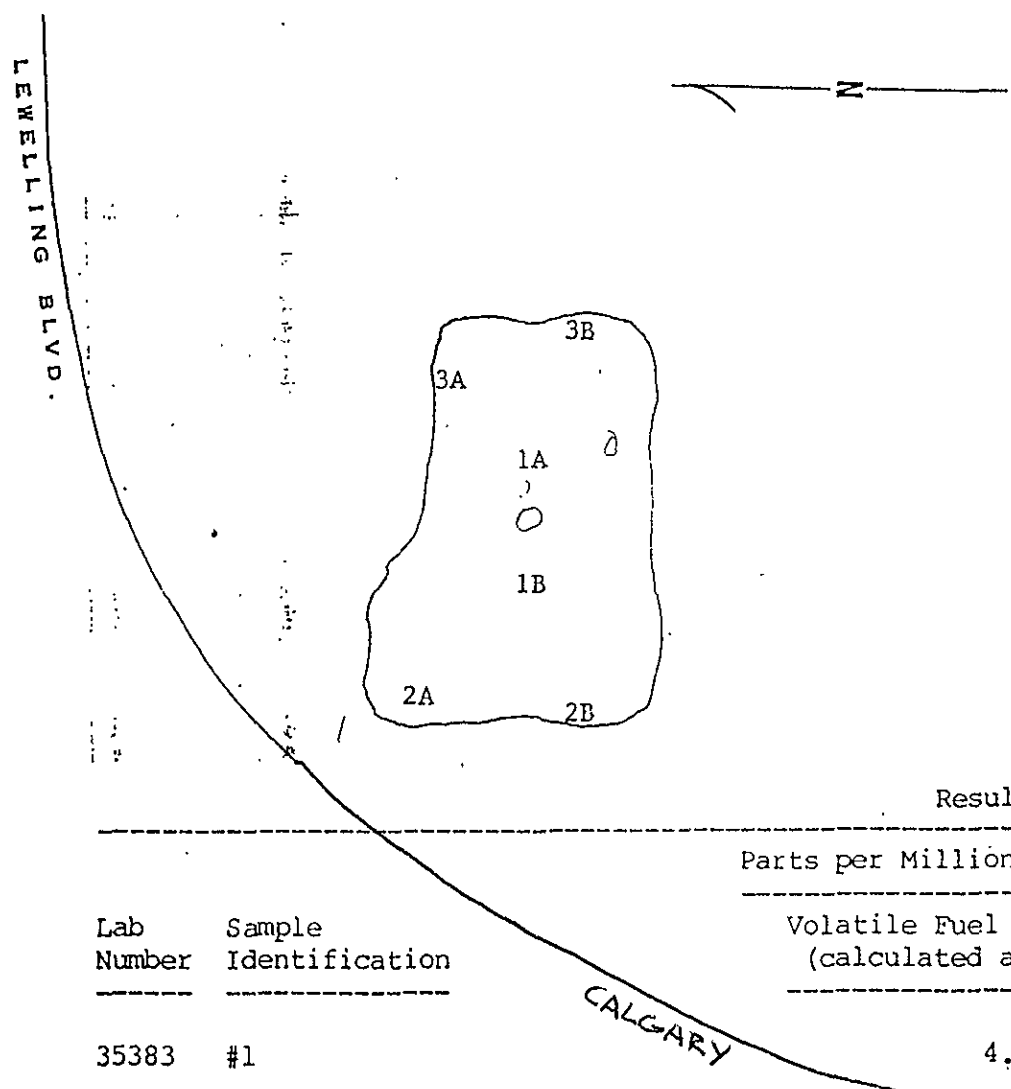 N
LEWELLING BLVD.
3B
3A
1A
1B
2A
2B
Resul
Parts per Million
Lab Sample Volatile Fuel
Number Identification (calculated a
CALGARY
35383 #1 4.